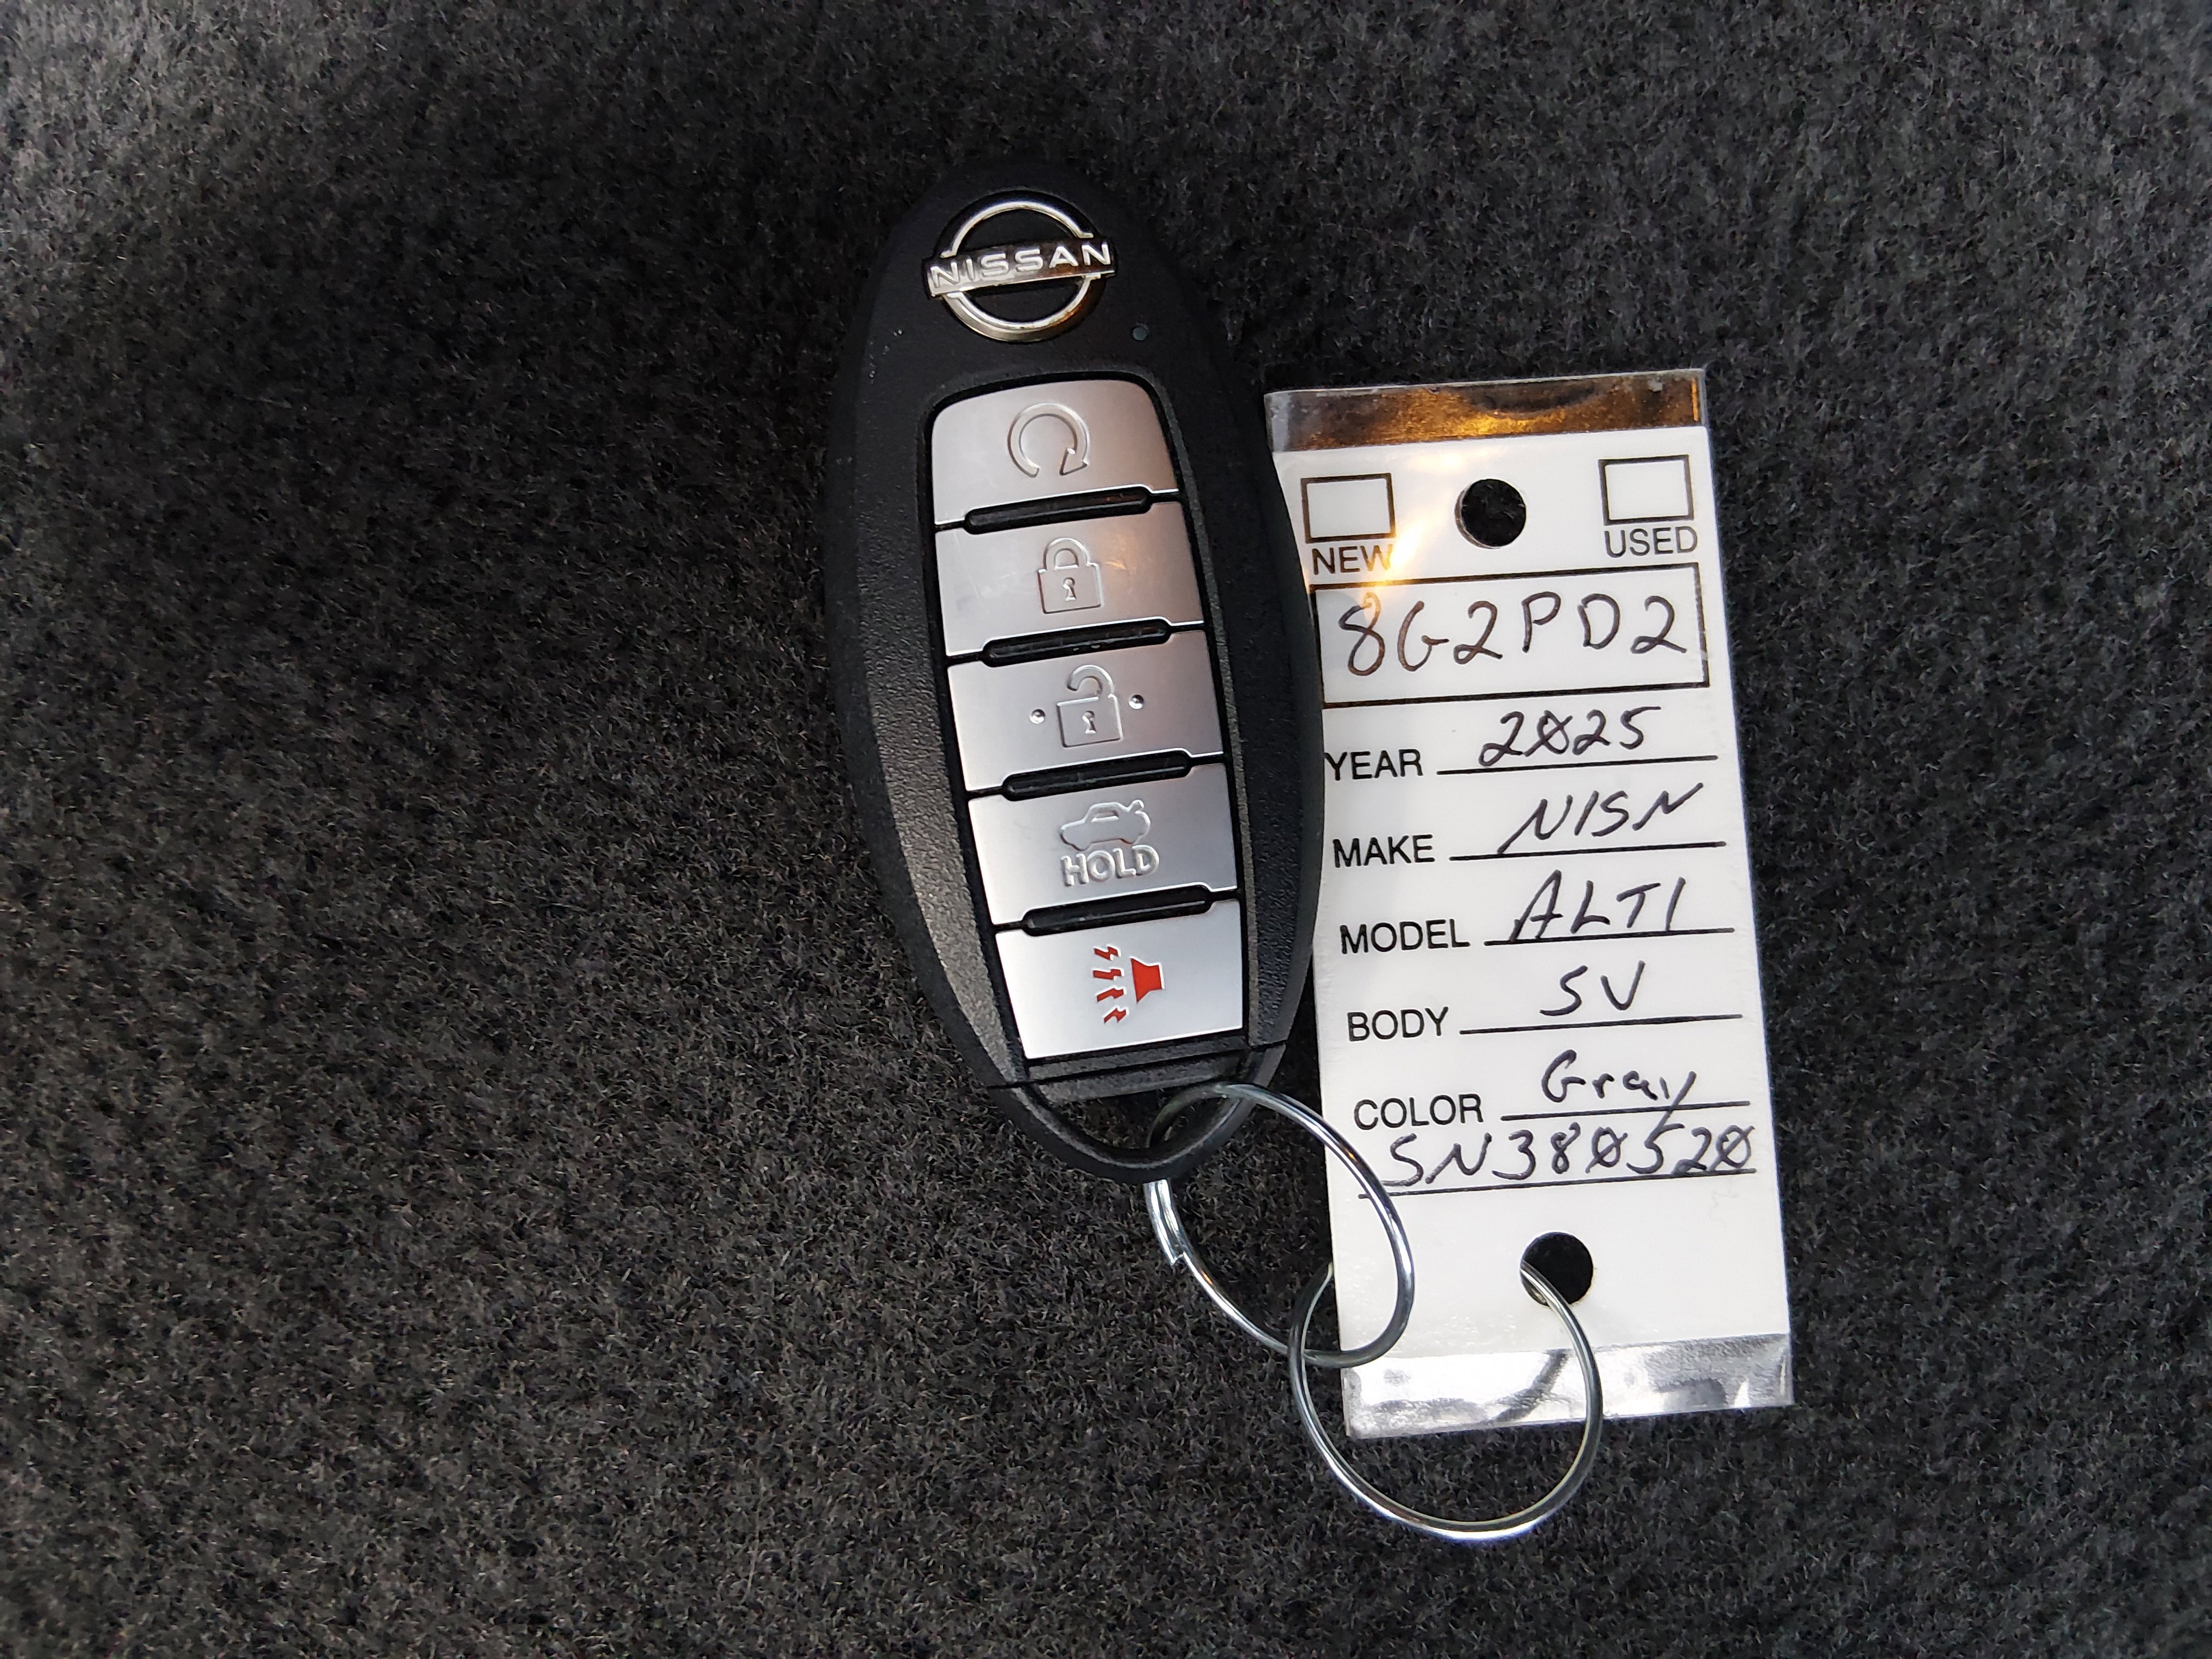 NISSAN
HOLD
NEW USED
8G2PD2
YEAR 2025
MAKE NISN
MODEL ALTI
BODY SV
COLOR Gray
SN380520